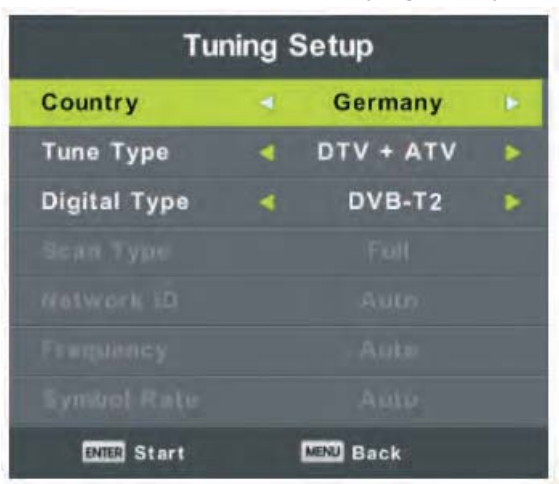 Tuning Setup
Country Germany
Tune Type DTV + ATV
Digital Type DVB-T2
Scan Type Full
Network ID Auto
Frequency Auto
Symbol Rate Auto
ENTER Start MENU Back